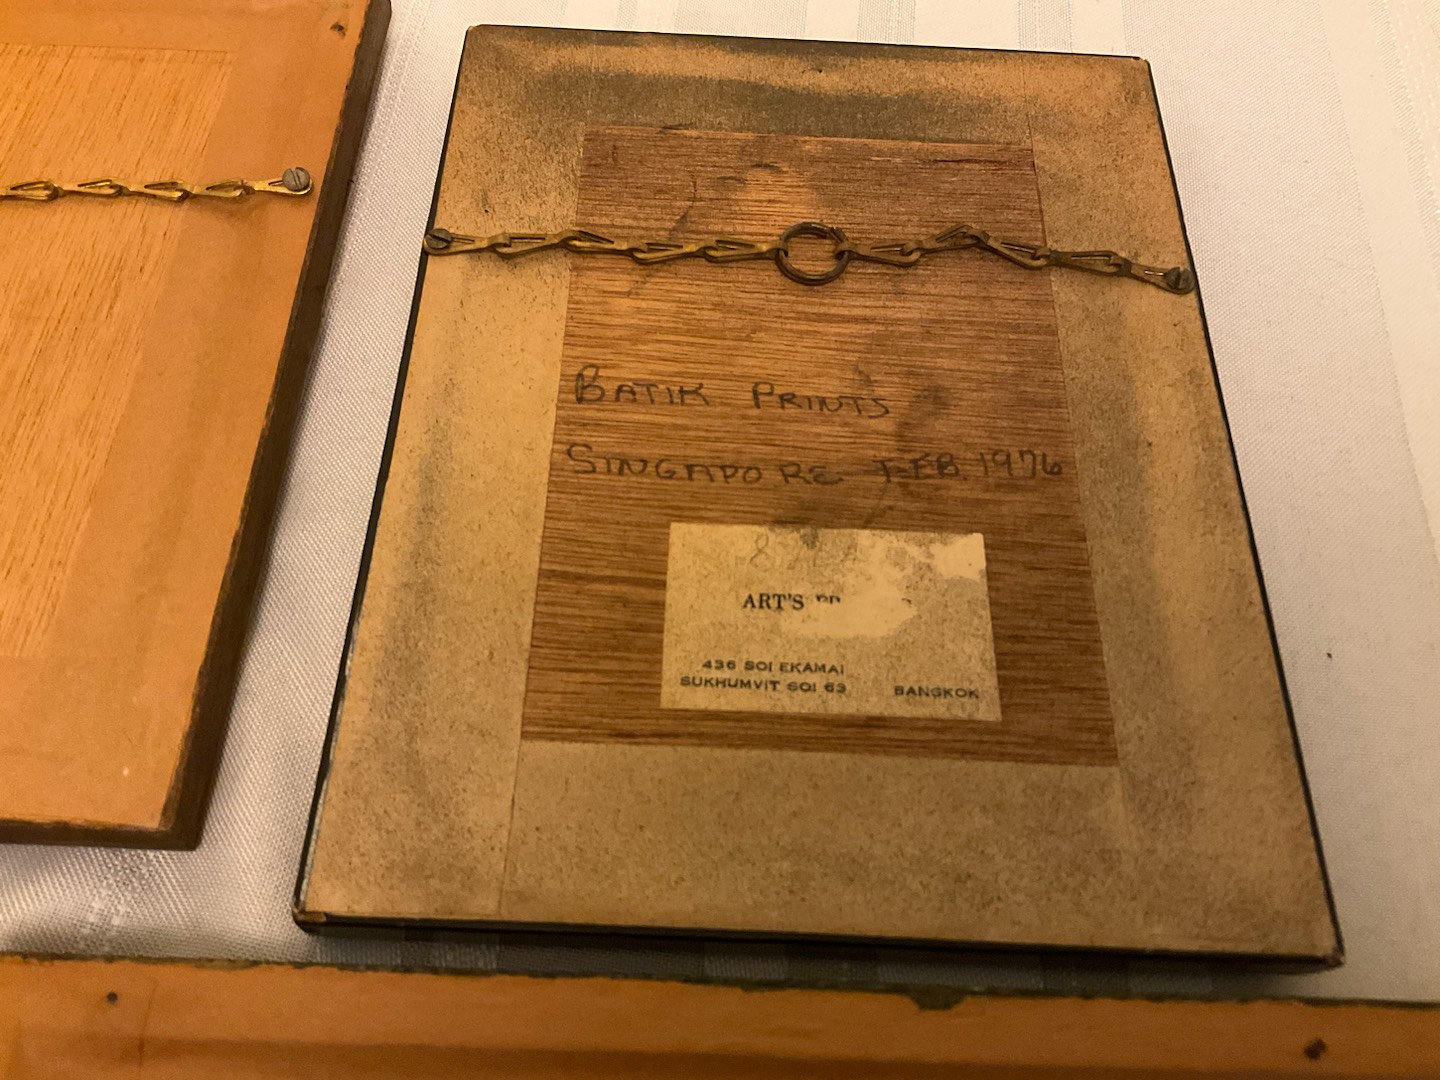 BATIK PRINTS
SINGAPORE FEB. 1976
ART'S
436 SOI EKAMAI
SUKHUMVIT SOI 63 BANGKOK